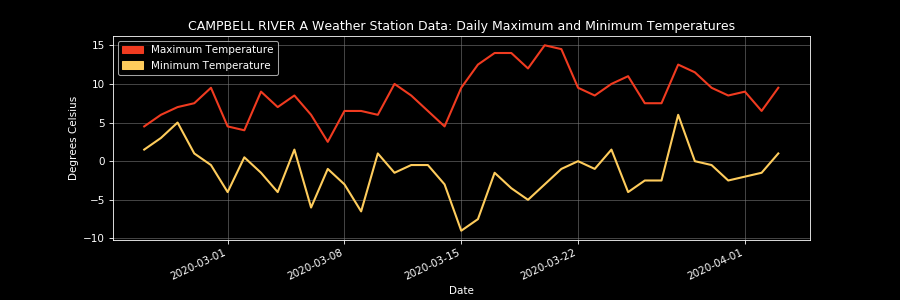 CAMPBELL RIVER A Weather Station Data: Daily Maximum and Minimum Temperatures
Maximum Temperature
Minimum Temperature
Degrees Celsius
15
10
5
0
−5
−10
2020-03-01
2020-03-08
2020-03-15
2020-03-22
2020-04-01
Date